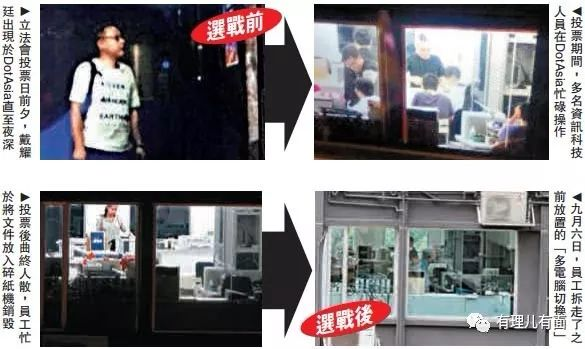 ▶立法會投票日前夕，戴耀
廷出現於DotAsia直至夜深
選戰前
◀投票期間，多名資訊科技
人員在DotAsia忙碌操作
▶投票後曲終人散，員工忙
於將文件放入碎紙機銷毀
選戰後
◀九月六日，員工拆走了之
前放置的「多電腦切換器」
有理儿有面子